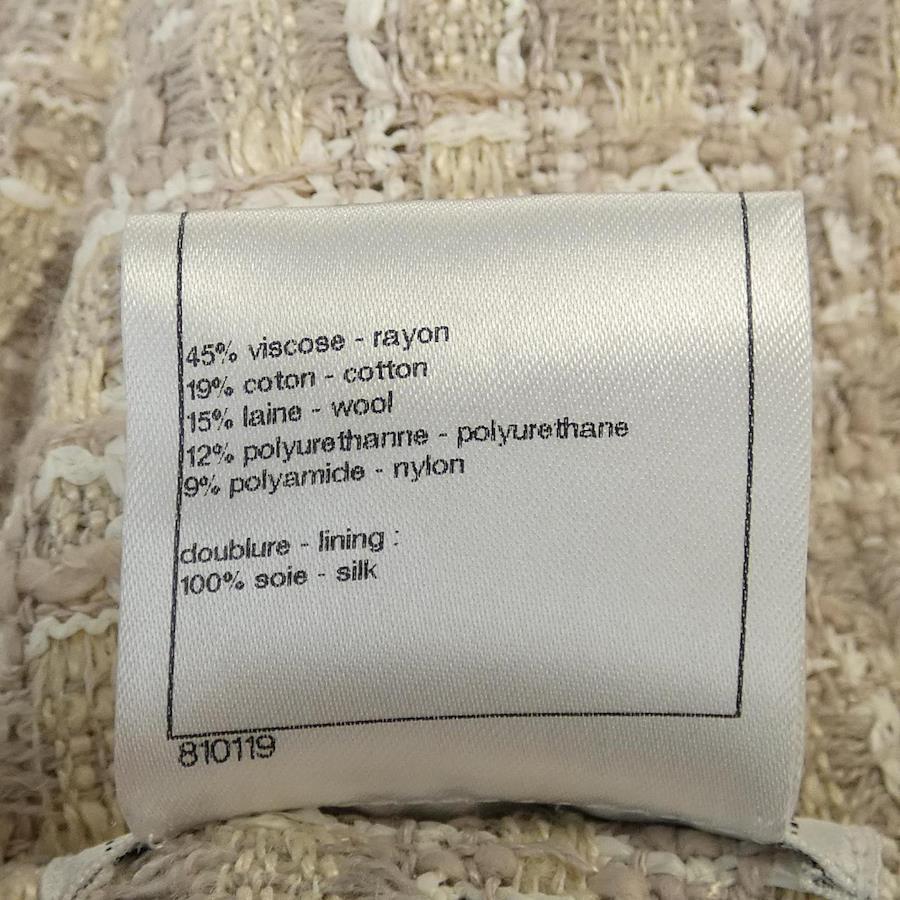 45% viscose - rayon
19% coton - cotton
15% laine - wool
12% polyurethanne - polyurethane
9% polyamide - nylon
doublure - lining :
100% soie - silk
810119